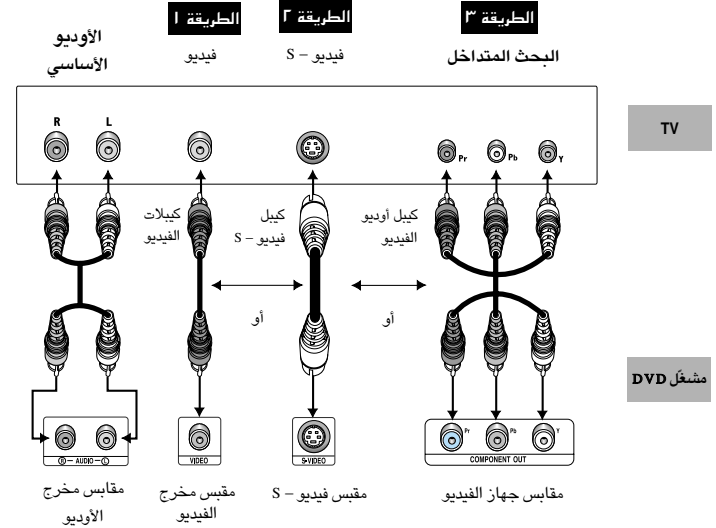 الطريقة ٣
الطريقة ٢
الطريقة ١
الأوديو
الأساسي
البحث المتداخل
فيديو – S
فيديو
R
L
Pr
Pb
Y
TV
كيبل أوديو
الفيديو
كيبل
فيديو – S
كيبلات
الفيديو
أو
أو
مشغّل DVD
R – AUDIO – L
VIDEO
S-VIDEO
Pr
Pb
Y
COMPONENT OUT
مقابس جهاز الفيديو
مقبس فيديو – S
مقبس مخرج
الفيديو
مقابس مخرج
الأوديو